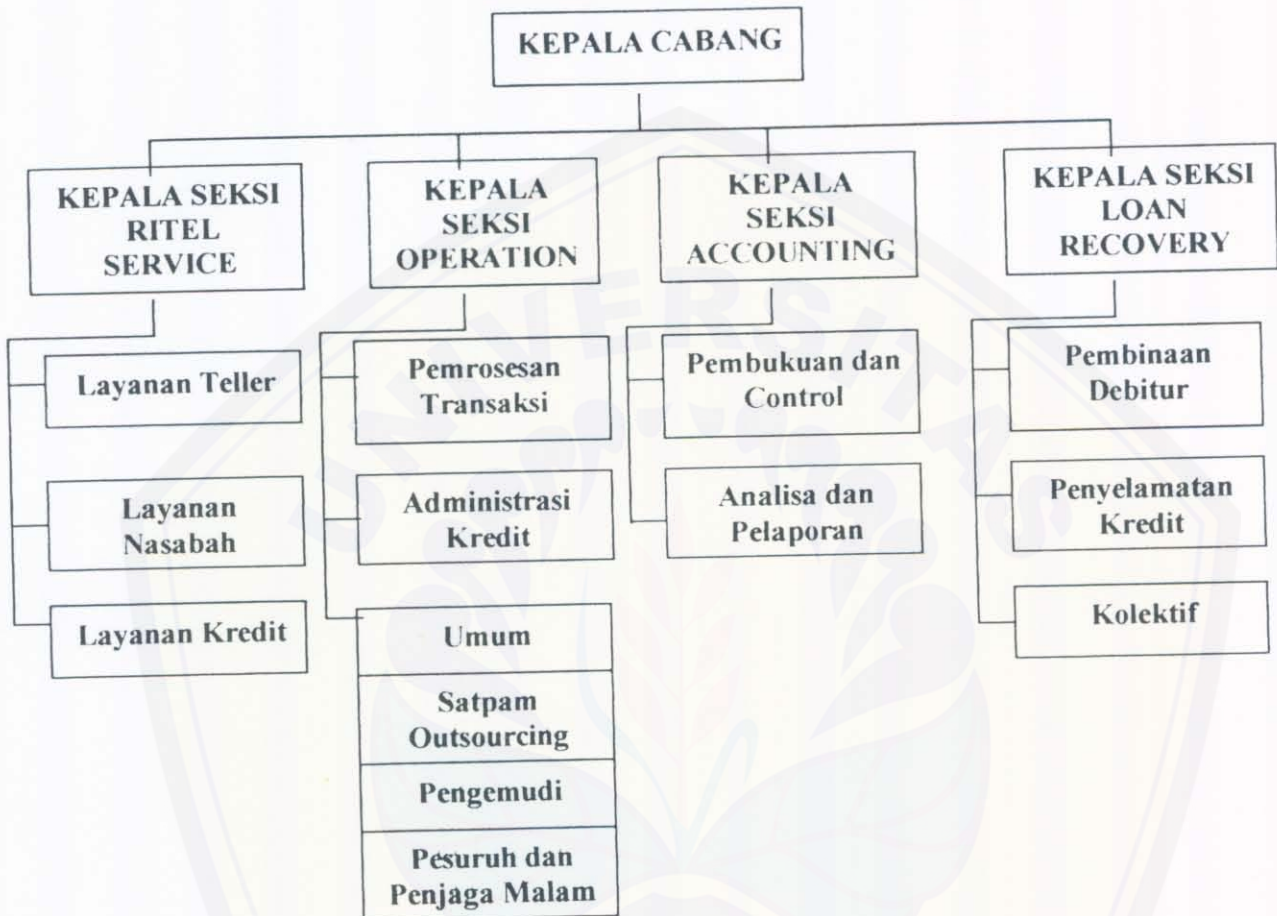 KEPALA CABANG
KEPALA SEKSI
RITEL
SERVICE
KEPALA
SEKSI
OPERATION
KEPALA
SEKSI
ACCOUNTING
KEPALA SEKSI
LOAN
RECOVERY
Layanan Teller
Layanan
Nasabah
Layanan Kredit
Pemrosesan
Transaksi
Administrasi
Kredit
Umum
Satpam
Outsourcing
Pengemudi
Pesuruh dan
Penjaga Malam
Pembukuan dan
Control
Analisa dan
Pelaporan
Pembinaan
Debitur
Penyelamatan
Kredit
Kolektif
UNIVERSITAS